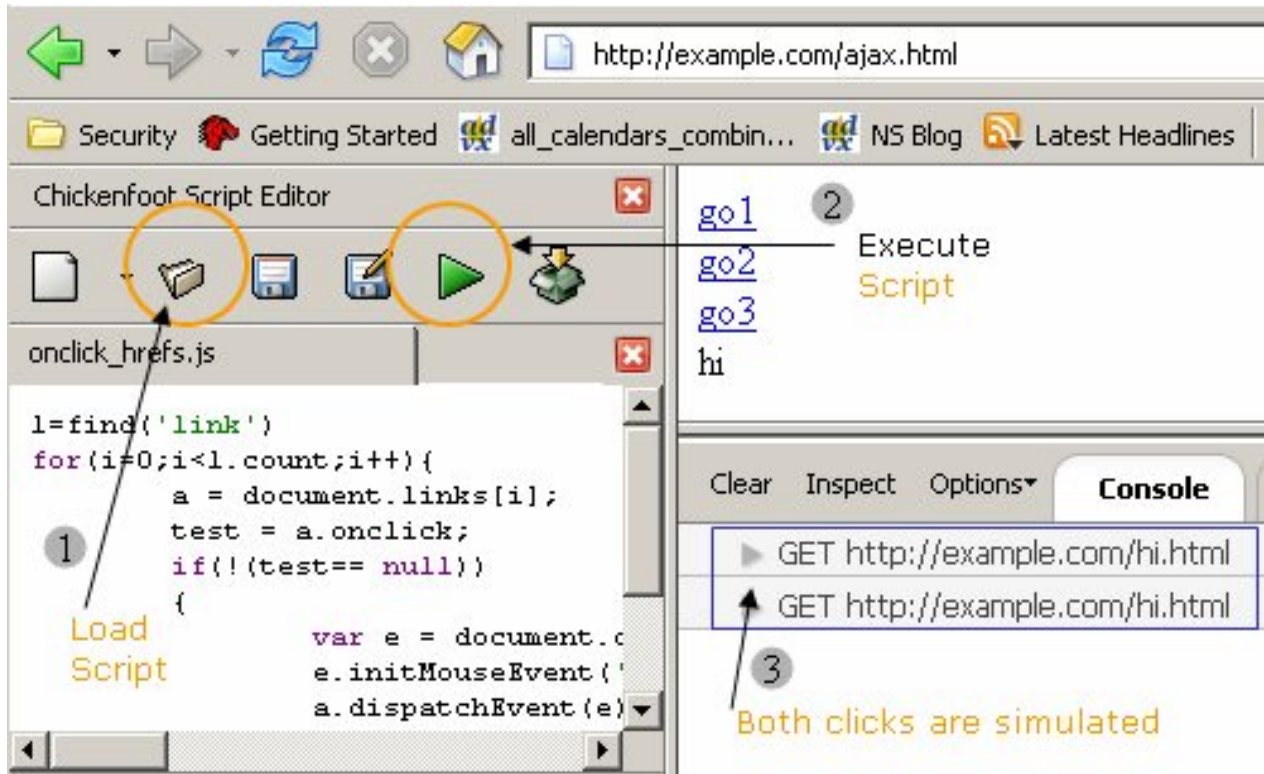 http://example.com/ajax.html
Security Getting Started all_calendars_combin... NS Blog Latest Headlines
Chickenfoot Script Editor
onclick_hrefs.js
l=find('link')
for(i=0;i<l.count;i++){
a = document.links[i];
test = a.onclick;
if(!(test== null))
{
var e = document.
e.initMouseEvent('
a.dispatchEvent(e)
1
Load
Script
go1
go2
go3
hi
2
Execute
Script
Clear Inspect Options Console
GET http://example.com/hi.html
GET http://example.com/hi.html
3
Both clicks are simulated